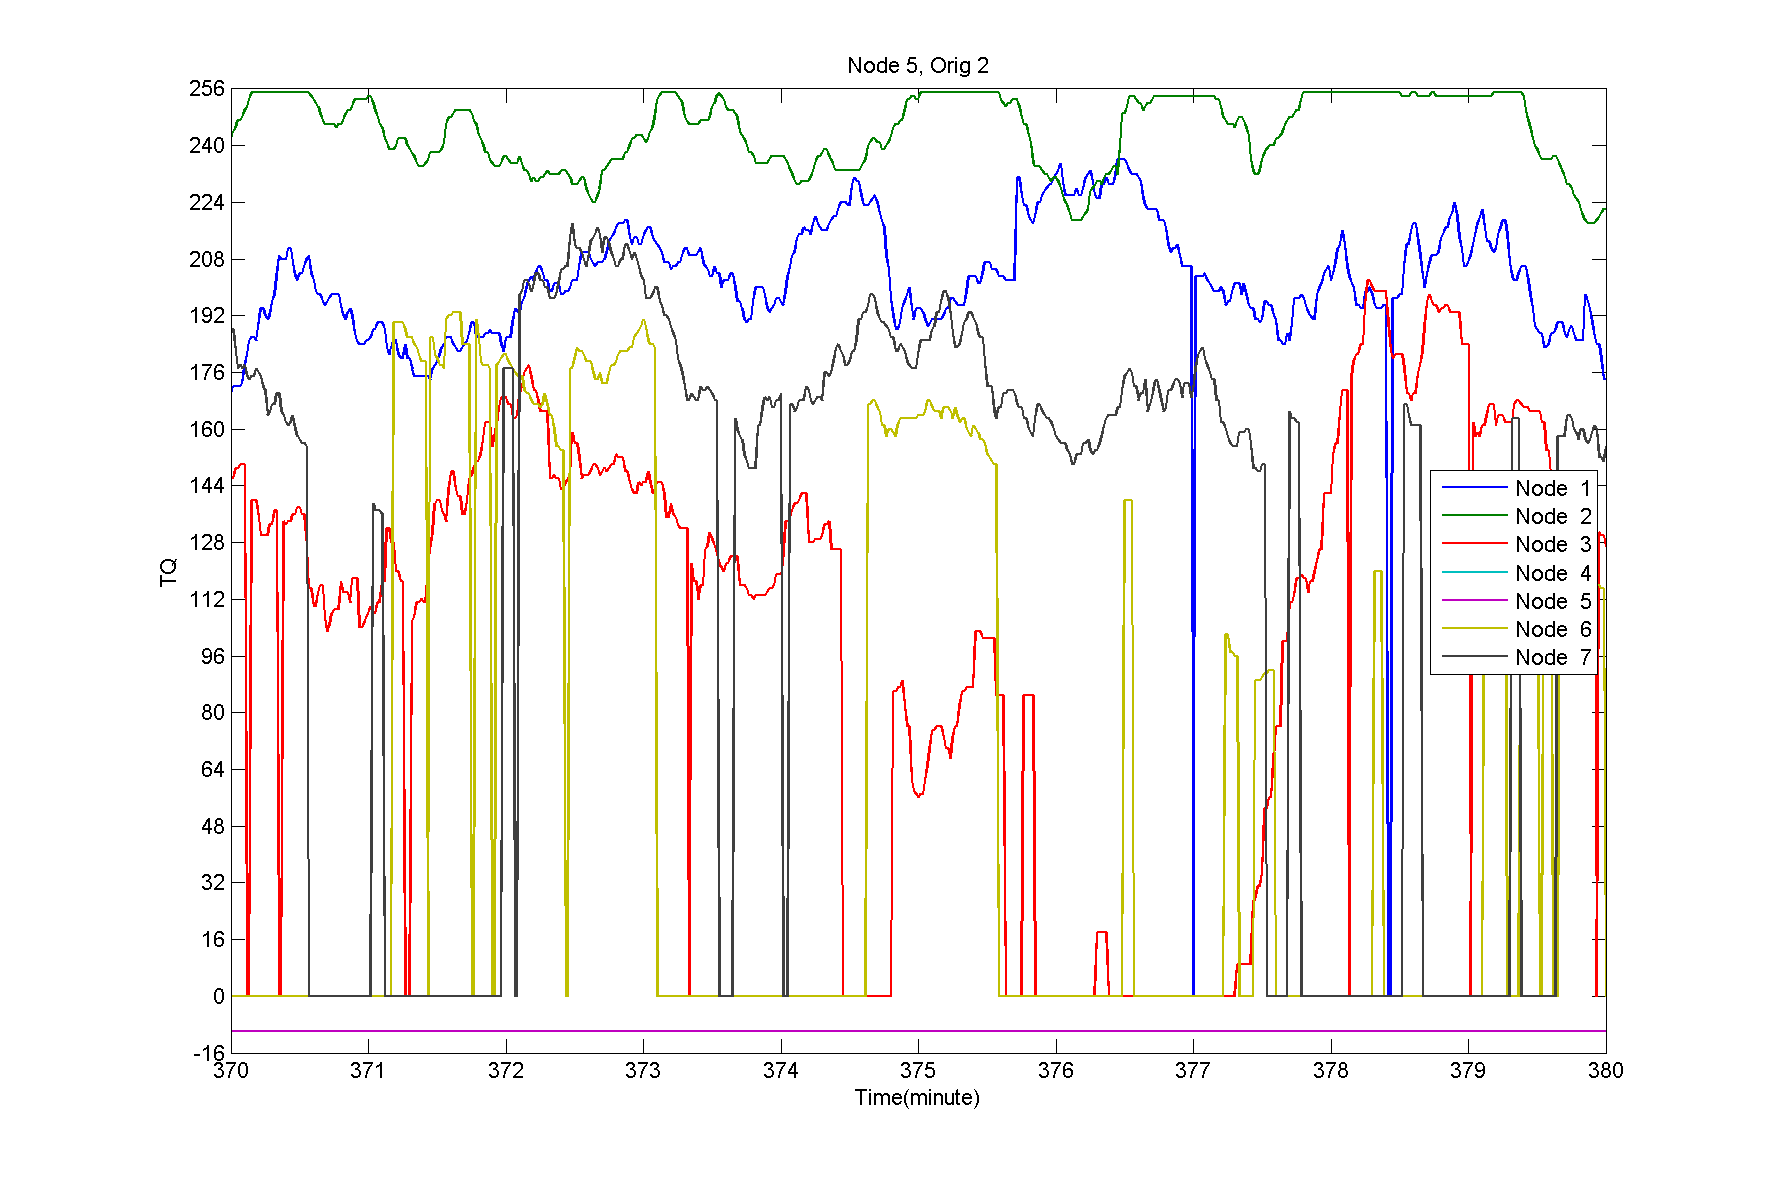 Node 5, Orig 2
256
240
224
208
192
176
160
144
128
112
96
80
64
48
32
16
0
-16
TQ
Node 1
Node 2
Node 3
Node 4
Node 5
Node 6
Node 7
370 371 372 373 374 375 376 377 378 379 380
Time(minute)